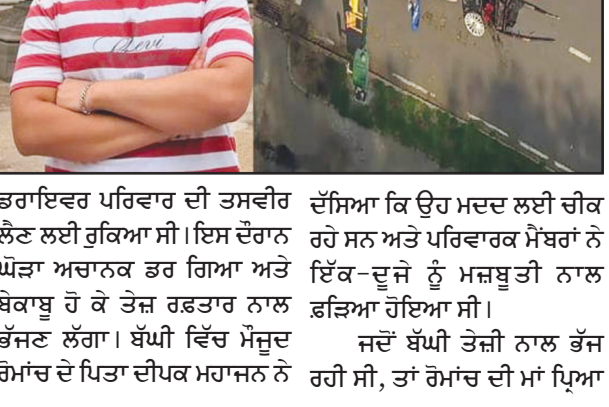 Levi
ਡਰਾਇਵਰ ਪਰਿਵਾਰ ਦੀ ਤਸਵੀਰ
ਲੈਣ ਲਈ ਰੁਕਿਆ ਸੀ। ਇਸ ਦੌਰਾਨ
ਘੋੜਾ ਅਚਾਨਕ ਡਰ ਗਿਆ ਅਤੇ
ਬੇਕਾਬੂ ਹੋ ਕੇ ਤੇਜ਼ ਰਫ਼ਤਾਰ ਨਾਲ
ਭੱਜਣ ਲੱਗਾ। ਬੱਘੀ ਵਿੱਚ ਮੌਜੂਦ
ਰੋਮਾਂਚ ਦੇ ਪਿਤਾ ਦੀਪਕ ਮਹਾਜਨ ਨੇ
ਦੱਸਿਆ ਕਿ ਉਹ ਮਦਦ ਲਈ ਚੀਕ
ਰਹੇ ਸਨ ਅਤੇ ਪਰਿਵਾਰਕ ਮੈਂਬਰਾਂ ਨੇ
ਇੱਕ-ਦੂਜੇ ਨੂੰ ਮਜ਼ਬੂਤੀ ਨਾਲ
ਫ਼ੜਿਆ ਹੋਇਆ ਸੀ।
ਜਦੋਂ ਬੱਘੀ ਤੇਜ਼ੀ ਨਾਲ ਭੱਜ
ਰਹੀ ਸੀ, ਤਾਂ ਰੋਮਾਂਚ ਦੀ ਮਾਂ ਪ੍ਰਿਆ